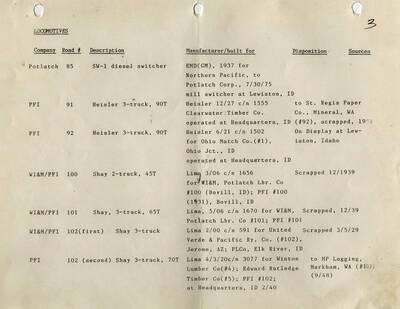 3
LOCOMOTIVES
Company Road # Description Manufacturer/built for Disposition Sources
Potlatch 85 SW-1 diesel switcher EMD(GM), 1937 for
Northern Pacific, to
Potlatch Corp., 7/30/75
mill switcher at Lewiston, ID
PFI 91 Heisler 3-truck, 90T Heisler 12/27 c/n 1555 to St. Regis Paper
Clearwater Timber Co. Co., Mineral, WA
operated at Headquarters, ID (#92), scrapped,
PFI 92 Heisler 3-truck, 90T Heisler 6/21 c/n 1502 On Display at Lew-
for Ohio Match Co.(#1), iston, Idaho
Ohio Jct., ID
operated at Headquarters, ID
WI&M/PFI 100 Shay 2-truck, 45T Lima 3/06 c/n 1656 Scrapped 12/1939
for WI&M, Potlatch Lbr. Co
#100 (Bovill, ID); PFI #100
(1931), Bovill, ID
WI&M/PFI 101 Shay, 3-truck, 65T Lima, 3/06 c/n 1670 for WI&M, Scrapped, 12/39
Potlatch Lbr. Co #101; PFI #101
WI&M/PFI 102(first) Shay 3-truck Lima 2/00 c/n 591 for United Scrapped 3/5/29
Verde & Pacific Ry, Co. (#102),
Jerome, AZ; PLCo, Elk River, ID
PFI 102 (second) Shay 3-truck, 70T Lima 4/3/20c/n 3077 for Winton to MP Logging,
Lumber Co(#4); Edward Rutledge Markham, WA
Timber Co(#5); PFI #102; (9/48)
at Headquarters, ID 2/40